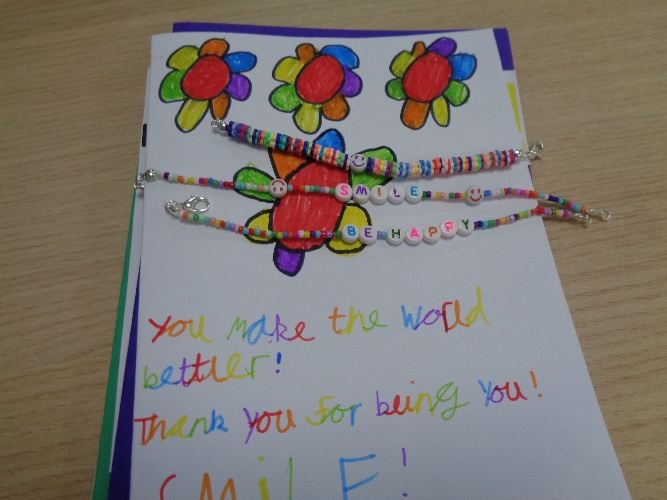 SMILE
BEHAPPY
You make the world
bettler!
Thank you for being you!
SMILE!